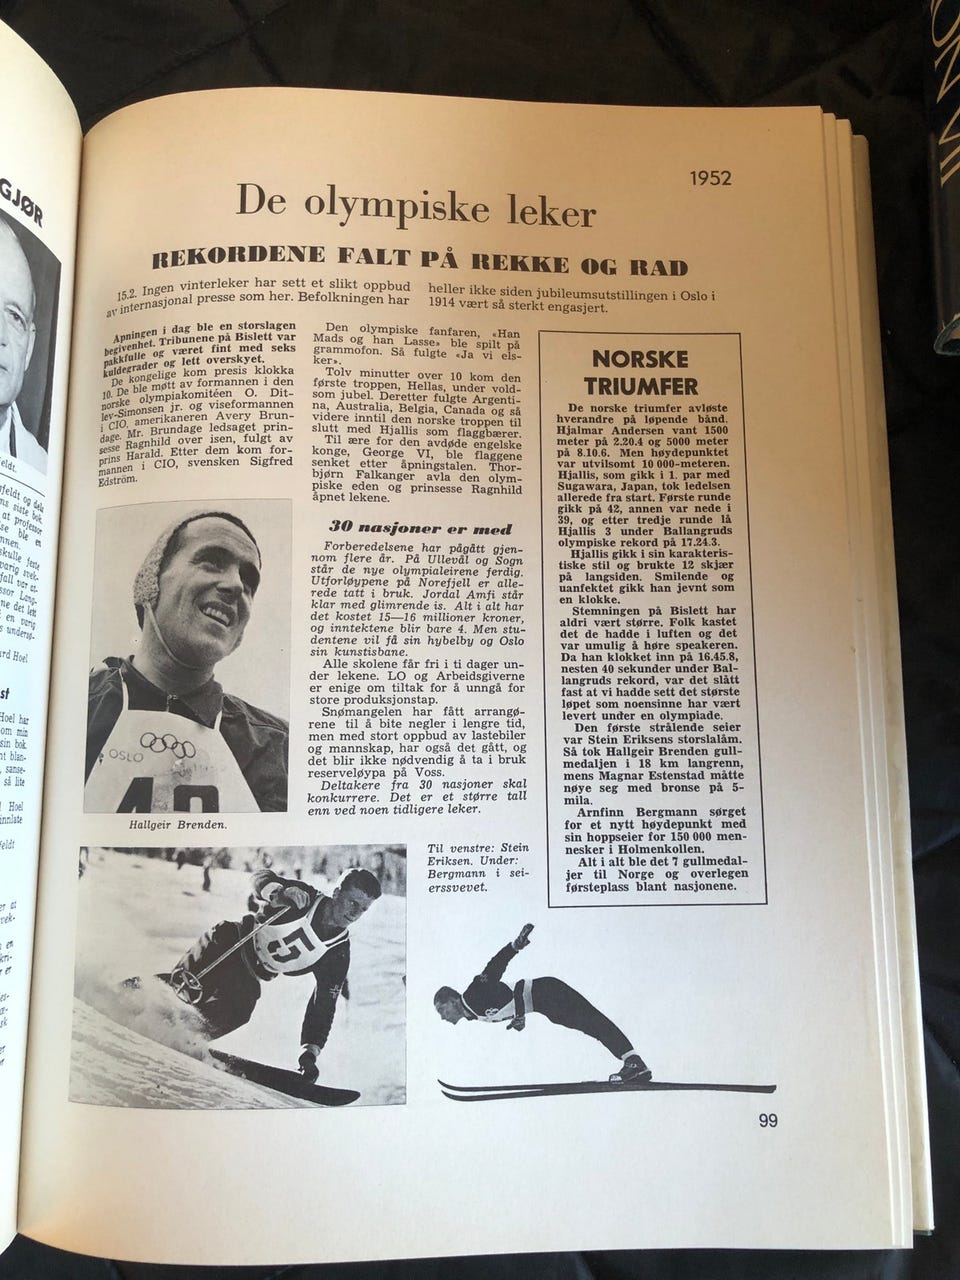 GJØR
feldt.
1952
De olympiske leker
REKORDENE FALT PÅ REKKE OG RAD
15.2. Ingen vinterleker har sett et slikt oppbud
av internasjonal presse som her. Befolkningen har
heller ikke siden jubileumsutstillingen i Oslo i
1914 vært så sterkt engasjert.
Åpningen i dag ble en storslagen
begivenhet. Tribunene på Bislett var
pakkfulle og været fint med seks
kuldegrader og lett overskyet.
De kongelige kom presis klokka
10. De ble møtt av formannen i den
norske olympiakomitéen O. Dit-
lev-Simonsen jr. og viseformannen
i CIO, amerikaneren Avery Brun-
dage. Mr. Brundage ledsaget prin-
sesse Ragnhild over isen, fulgt av
prins Harald. Etter dem kom for-
mannen i CIO, svensken Sigfred
Edström.
Den olympiske fanfaren, «Han
Mads og han Lasse» ble spilt på
grammofon. Så fulgte «Ja vi els-
ker».
Tolv minutter over 10 kom den
første troppen, Hellas, under vold-
som jubel. Deretter fulgte Argenti-
na, Australia, Belgia, Canada og så
videre inntil den norske troppen til
slutt med Hjallis som flaggbærer.
Til ære for den avdøde engelske
konge, George VI, ble flaggene
senket etter åpningstalen. Thor-
bjørn Falkanger avla den olym-
piske eden og prinsesse Ragnhild
åpnet lekene.
30 nasjoner er med
Forberedelsene har pågått gjen-
nom flere år. På Ullevål og Sogn
står de nye olympialeirene ferdig.
Utforløypene på Norefjell er alle-
rede tatt i bruk. Jordal Amfi står
klar med glimrende is. Alt i alt har
det kostet 15—16 millioner kroner,
og inntektene blir bare 4. Men stu-
dentene vil få sin hybelby og Oslo
sin kunstisbane.
Alle skolene får fri i ti dager un-
der lekene. LO og Arbeidsgiverne
er enige om tiltak for å unngå for
store produksjonstap.
Snømangelen har fått arrangø-
rene til å bite negler i lengre tid,
men med stort oppbud av lastebiler
og mannskap, har også det gått, og
det blir ikke nødvendig å ta i bruk
reserveløypa på Voss.
Deltakere fra 30 nasjoner skal
konkurrere. Det er et større tall
enn ved noen tidligere leker.
NORSKE
TRIUMFER
De norske triumfer avløste
hverandre på løpende bånd.
Hjalmar Andersen vant 1500
meter på 2.20.4 og 5000 meter
på 8.10.6. Men høydepunktet
var utvilsomt 10 000-meteren.
Hjallis, som gikk i 1. par med
Sugawara, Japan, tok ledelsen
allerede fra start. Første runde
gikk på 42, annen var nede i
39, og etter tredje runde lå
Hjallis 3 under Ballangruds
olympiske rekord på 17.24.3.
Hjallis gikk i sin karakteris-
tiske stil og brukte 12 skjær
på langsiden. Smilende og
uanfektet gikk han jevnt som
en klokke.
Stemningen på Bislett har
aldri vært større. Folk kastet
det de hadde i luften og det
var umulig å høre speakeren.
Da han klokket inn på 16.45.8,
nesten 40 sekunder under Bal-
langruds rekord, var det slått
fast at vi hadde sett det største
løpet som noensinne har vært
levert under en olympiade.
Den første strålende seier
var Stein Eriksens storslalåm.
Så tok Hallgeir Brenden gull-
medaljen i 18 km langrenn,
mens Magnar Estenstad måtte
nøye seg med bronse på 5-
mila.
Arnfinn Bergmann sørget
for et nytt høydepunkt med
sin hoppseier for 150 000 men-
nesker i Holmenkollen.
Alt i alt ble det 7 gullmedal-
jer til Norge og overlegen
førsteplass blant nasjonene.
OSLO
Hallgeir Brenden.
Til venstre: Stein
Eriksen. Under:
Bergmann i sei-
erssvevet.
5
99